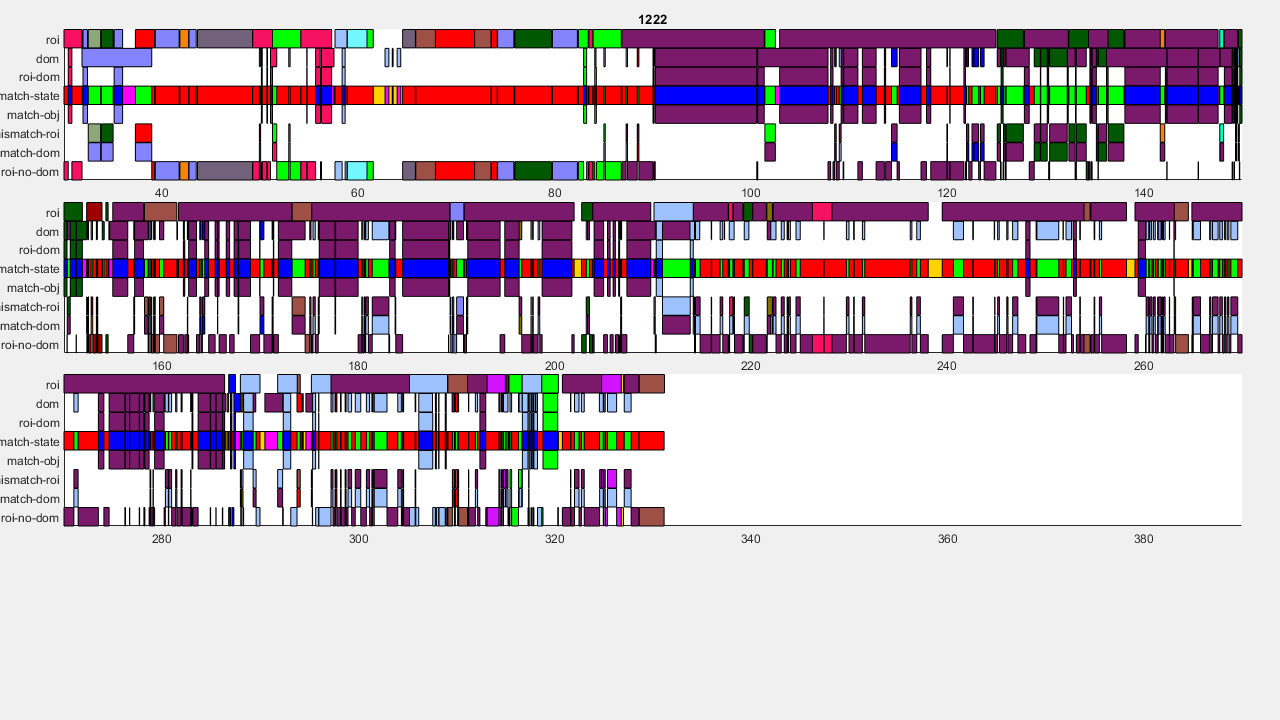 1222
roi
dom
roi-dom
match-state
match-obj
ismatch-roi
match-dom
roi-no-dom
40 60 80 100 120 140
roi
dom
roi-dom
match-state
match-obj
ismatch-roi
match-dom
roi-no-dom
160 180 200 220 240 260
roi
dom
roi-dom
match-state
match-obj
ismatch-roi
match-dom
roi-no-dom
280 300 320 340 360 380